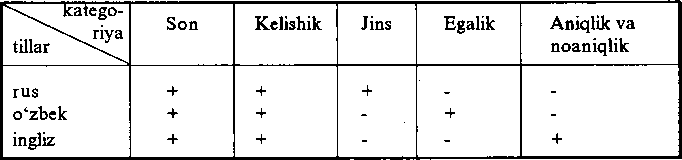 katego-
riya
tillar
Son Kelishik Jins Egalik Aniqlik va
noaniqlik
rus + + + - -
o‘zbek + + - + -
ingliz + + - - +